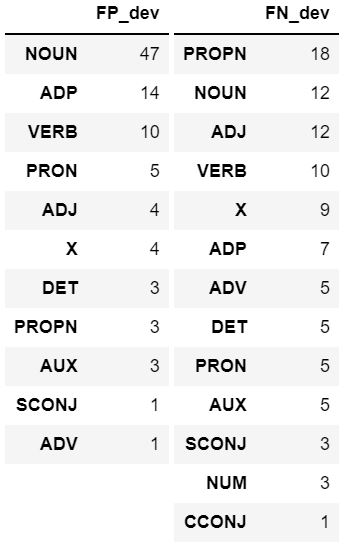 FP_dev FN_dev
NOUN 47 PROPN 18
ADP 14 NOUN 12
VERB 10 ADJ 12
PRON 5 VERB 10
ADJ 4 X 9
X 4 ADP 7
DET 3 ADV 5
PROPN 3 DET 5
AUX 3 PRON 5
SCONJ 1 AUX 5
ADV 1 SCONJ 3
NUM 3
CCONJ 1